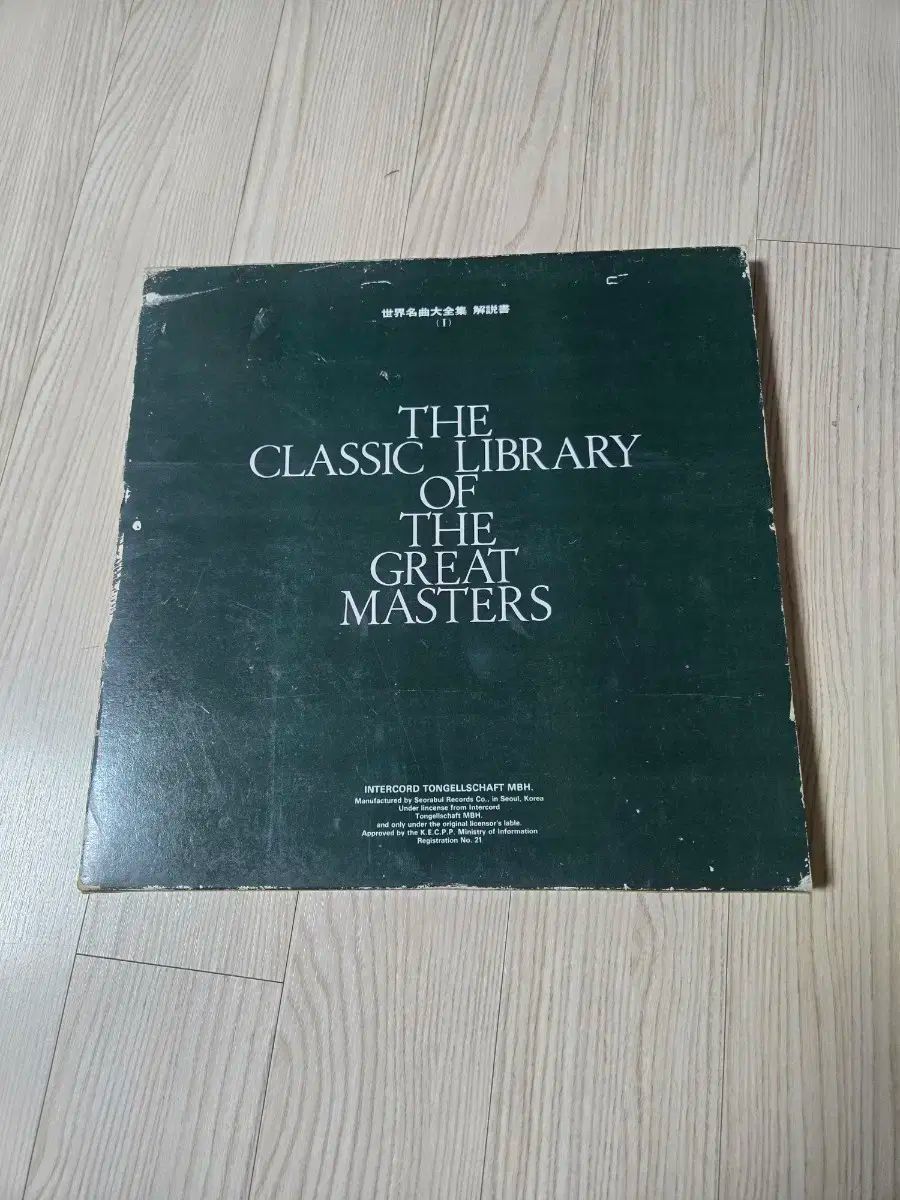 世界名曲大全集 解説書
(I)
THE
CLASSIC LIBRARY
OF
THE
GREAT
MASTERS
INTERCORD TONGELLSCHAFT MBH.
Manufactured by Seorabul Records Co., in Seoul, Korea
Under lincense from Intercord
Tongellschaft MBH.
and only under the original licensor's lable.
Approved by the K.E.C.P.P. Ministry of Information
Registration No. 21